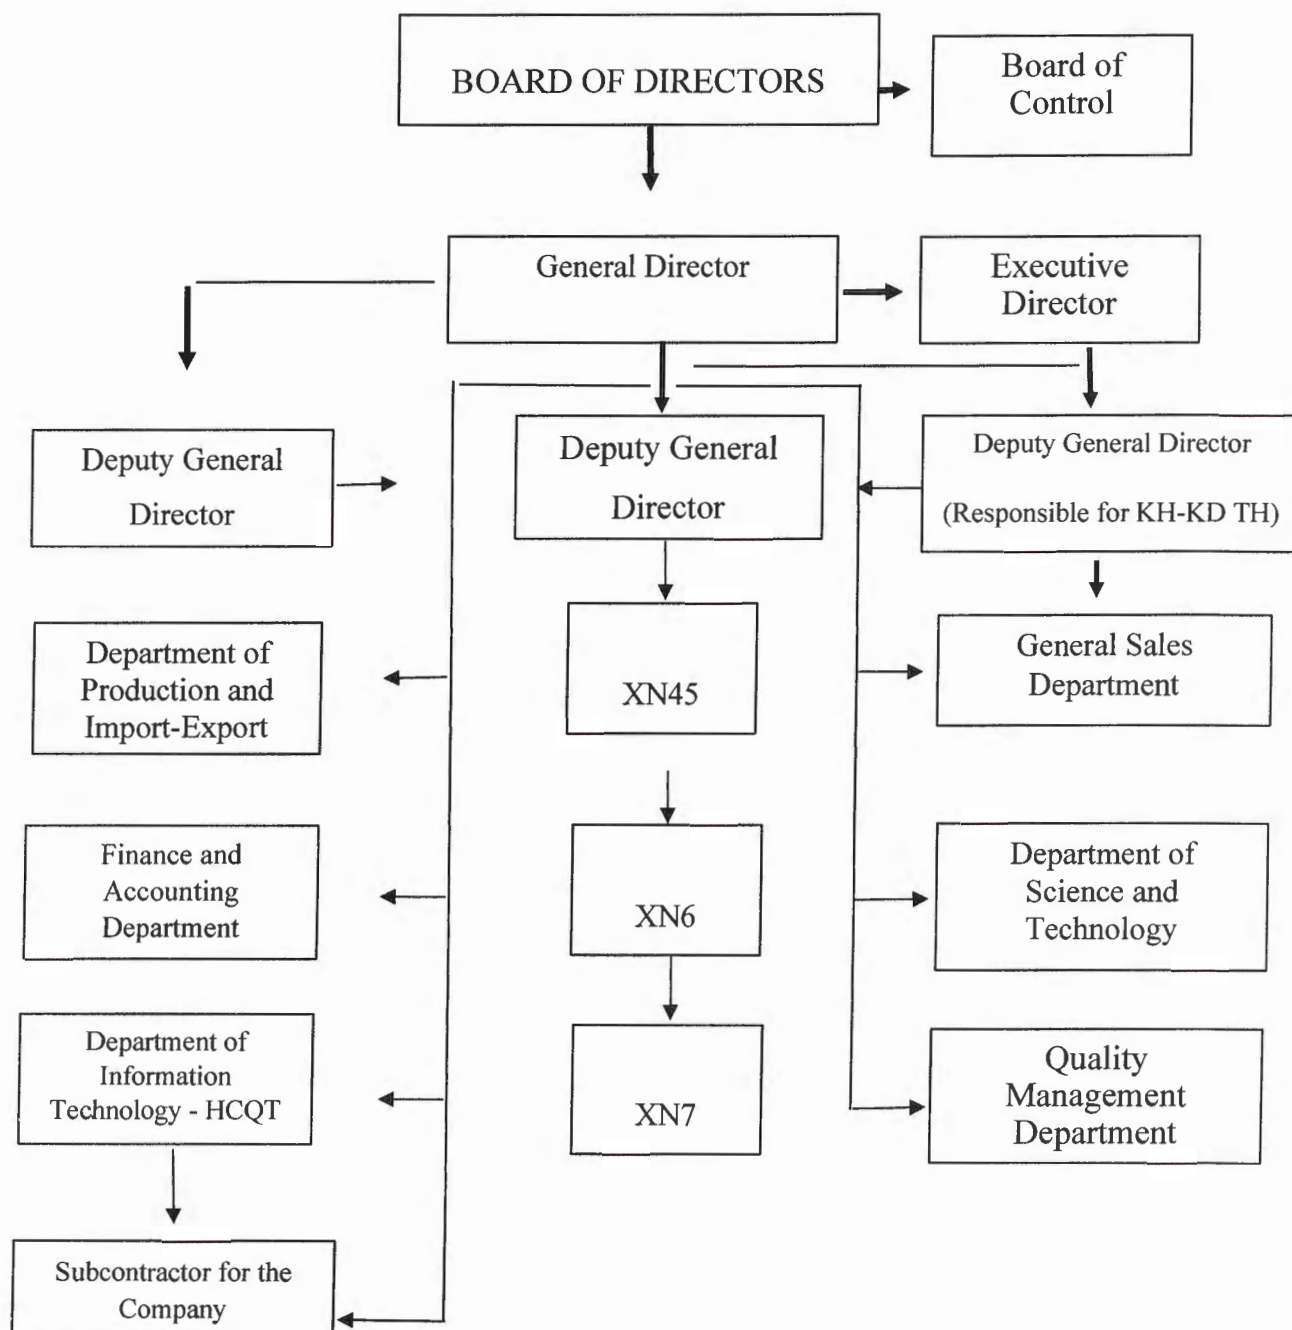 BOARD OF DIRECTORS
Board of
Control
General Director
Executive
Director
Deputy General
Director
Deputy General
Director
Deputy General Director
(Responsible for KH-KD TH)
Department of
Production and
Import-Export
XN45
General Sales
Department
Finance and
Accounting
Department
XN6
Department of
Science and
Technology
Department of
Information
Technology - HCQT
XN7
Quality
Management
Department
Subcontractor for the
Company